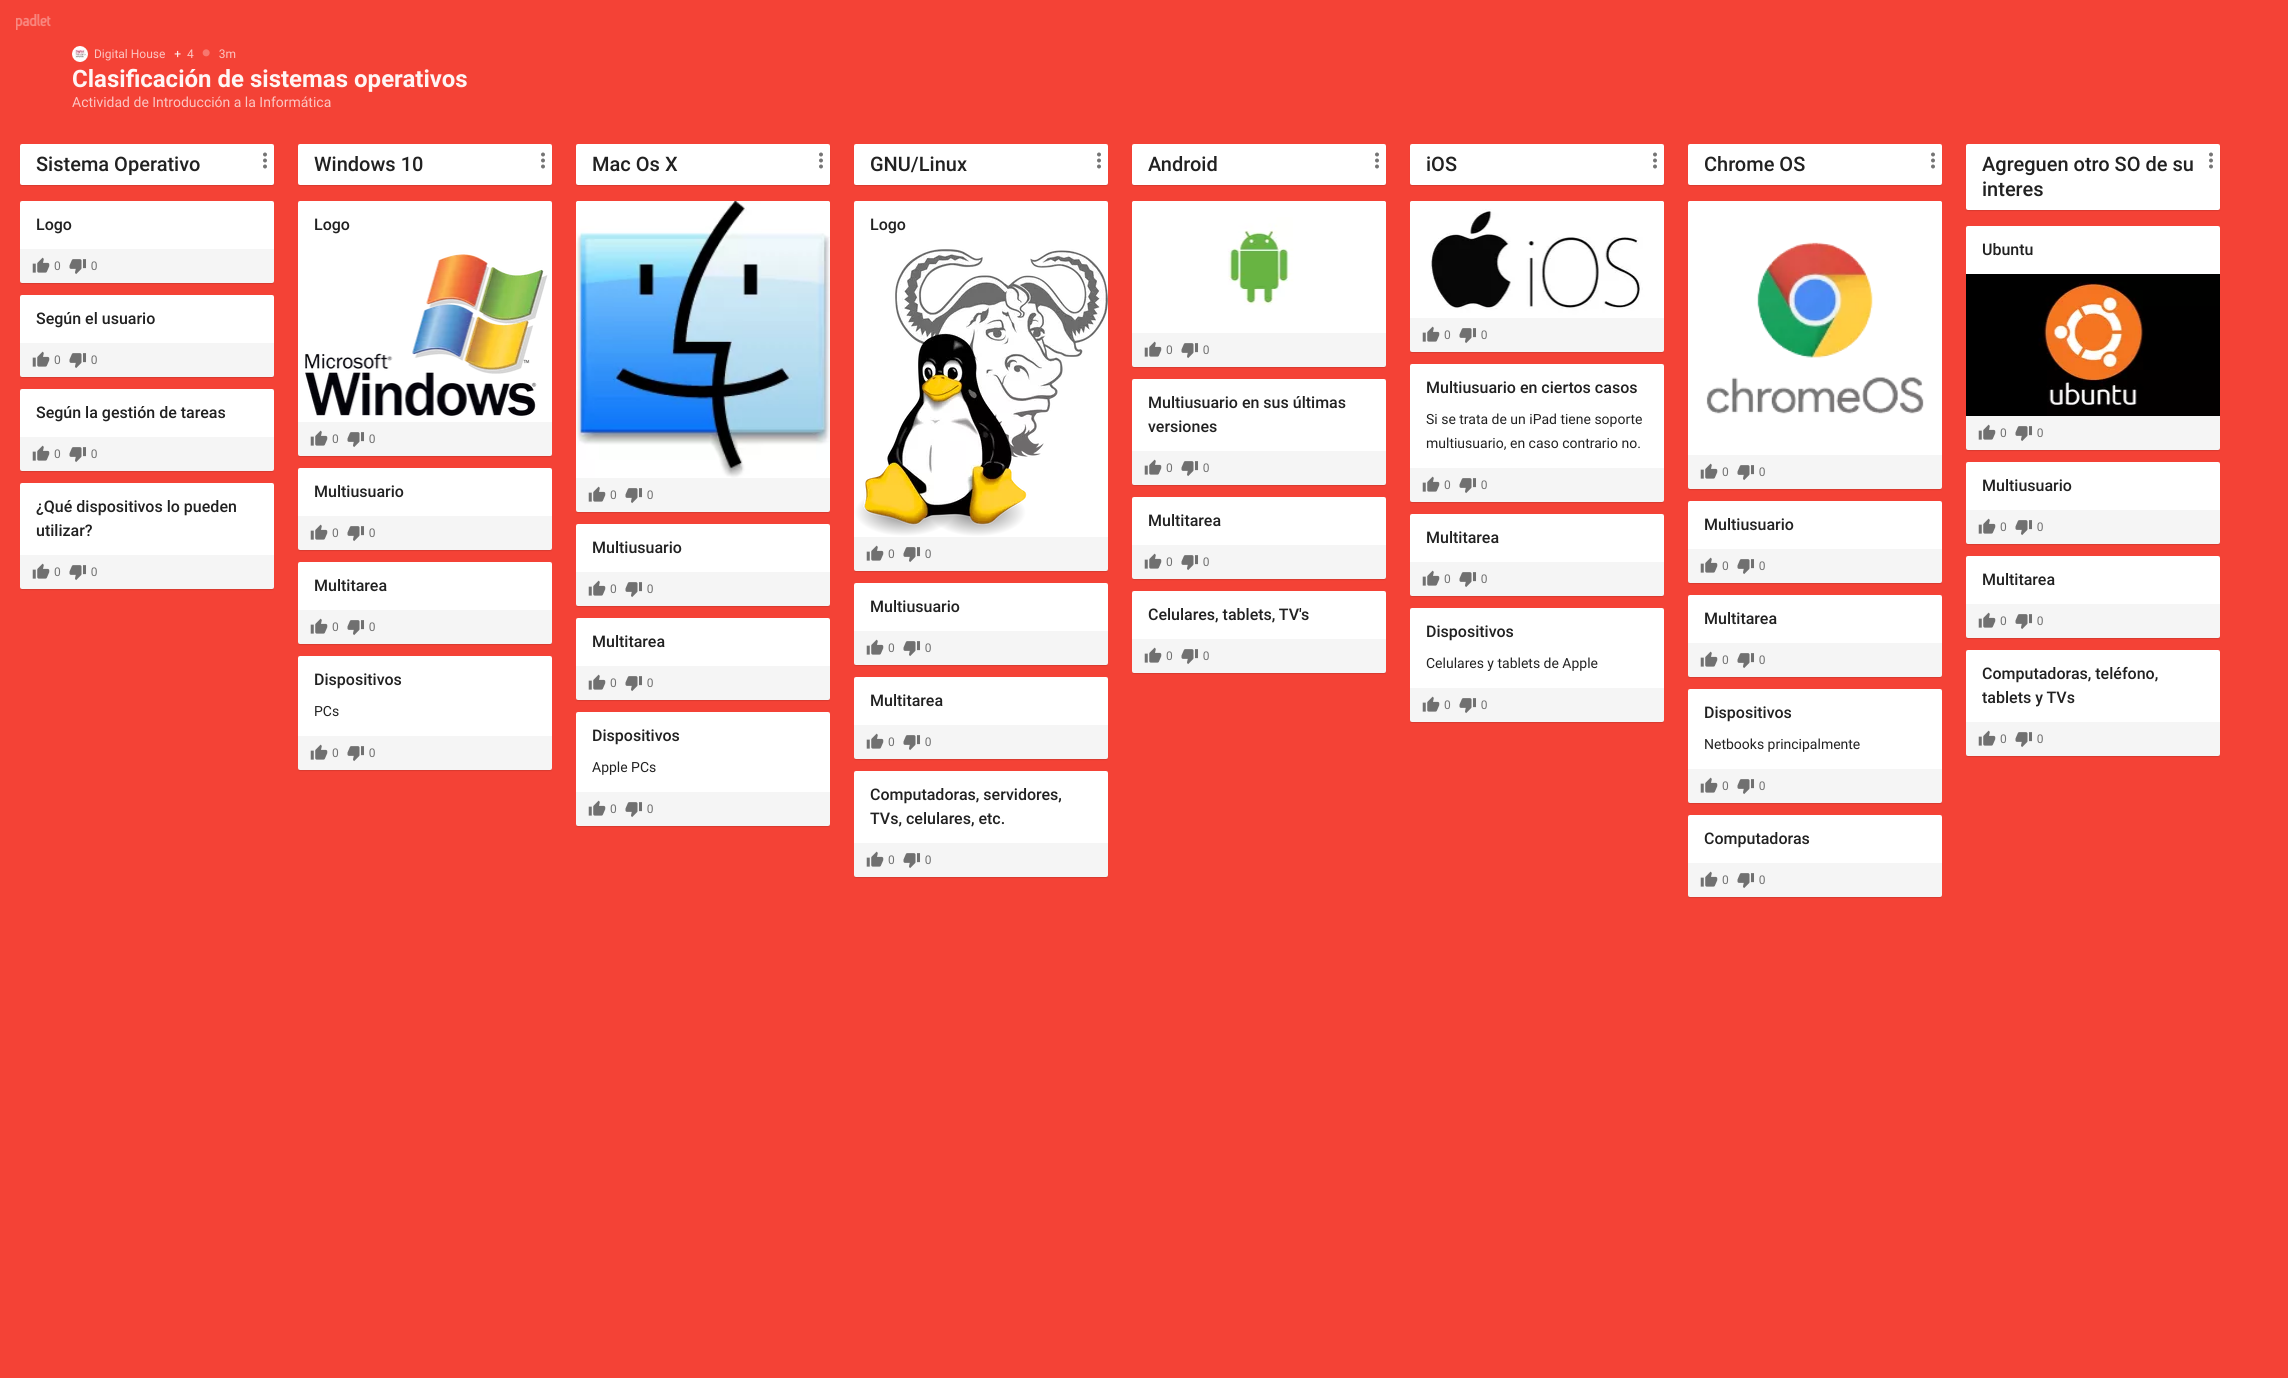 padlet
Digital House + 4 • 3m
Clasificación de sistemas operativos
Actividad de Introducción a la Informática
Sistema Operativo
Logo
0 0
Según el usuario
0 0
Según la gestión de tareas
0 0
¿Qué dispositivos lo pueden
utilizar?
0 0
Windows 10
Logo
Microsoft®
Windows®
0 0
Multiusuario
0 0
Multitarea
0 0
Dispositivos
PCs
0 0
Mac Os X
0 0
Multiusuario
0 0
Multitarea
0 0
Dispositivos
Apple PCs
0 0
GNU/Linux
Logo
0 0
Multiusuario
0 0
Multitarea
0 0
Computadoras, servidores,
TVs, celulares, etc.
0 0
Android
0 0
Multiusuario en sus últimas
versiones
0 0
Multitarea
0 0
Celulares, tablets, TV's
0 0
iOS
iOS
0 0
Multiusuario en ciertos casos
Si se trata de un iPad tiene soporte
multiusuario, en caso contrario no.
0 0
Multitarea
0 0
Dispositivos
Celulares y tablets de Apple
0 0
Chrome OS
chromeOS
0 0
Multiusuario
0 0
Multitarea
0 0
Dispositivos
Netbooks principalmente
0 0
Computadoras
0 0
Agreguen otro SO de su
interes
Ubuntu
ubuntu
0 0
Multiusuario
0 0
Multitarea
0 0
Computadoras, teléfono,
tablets y TVs
0 0